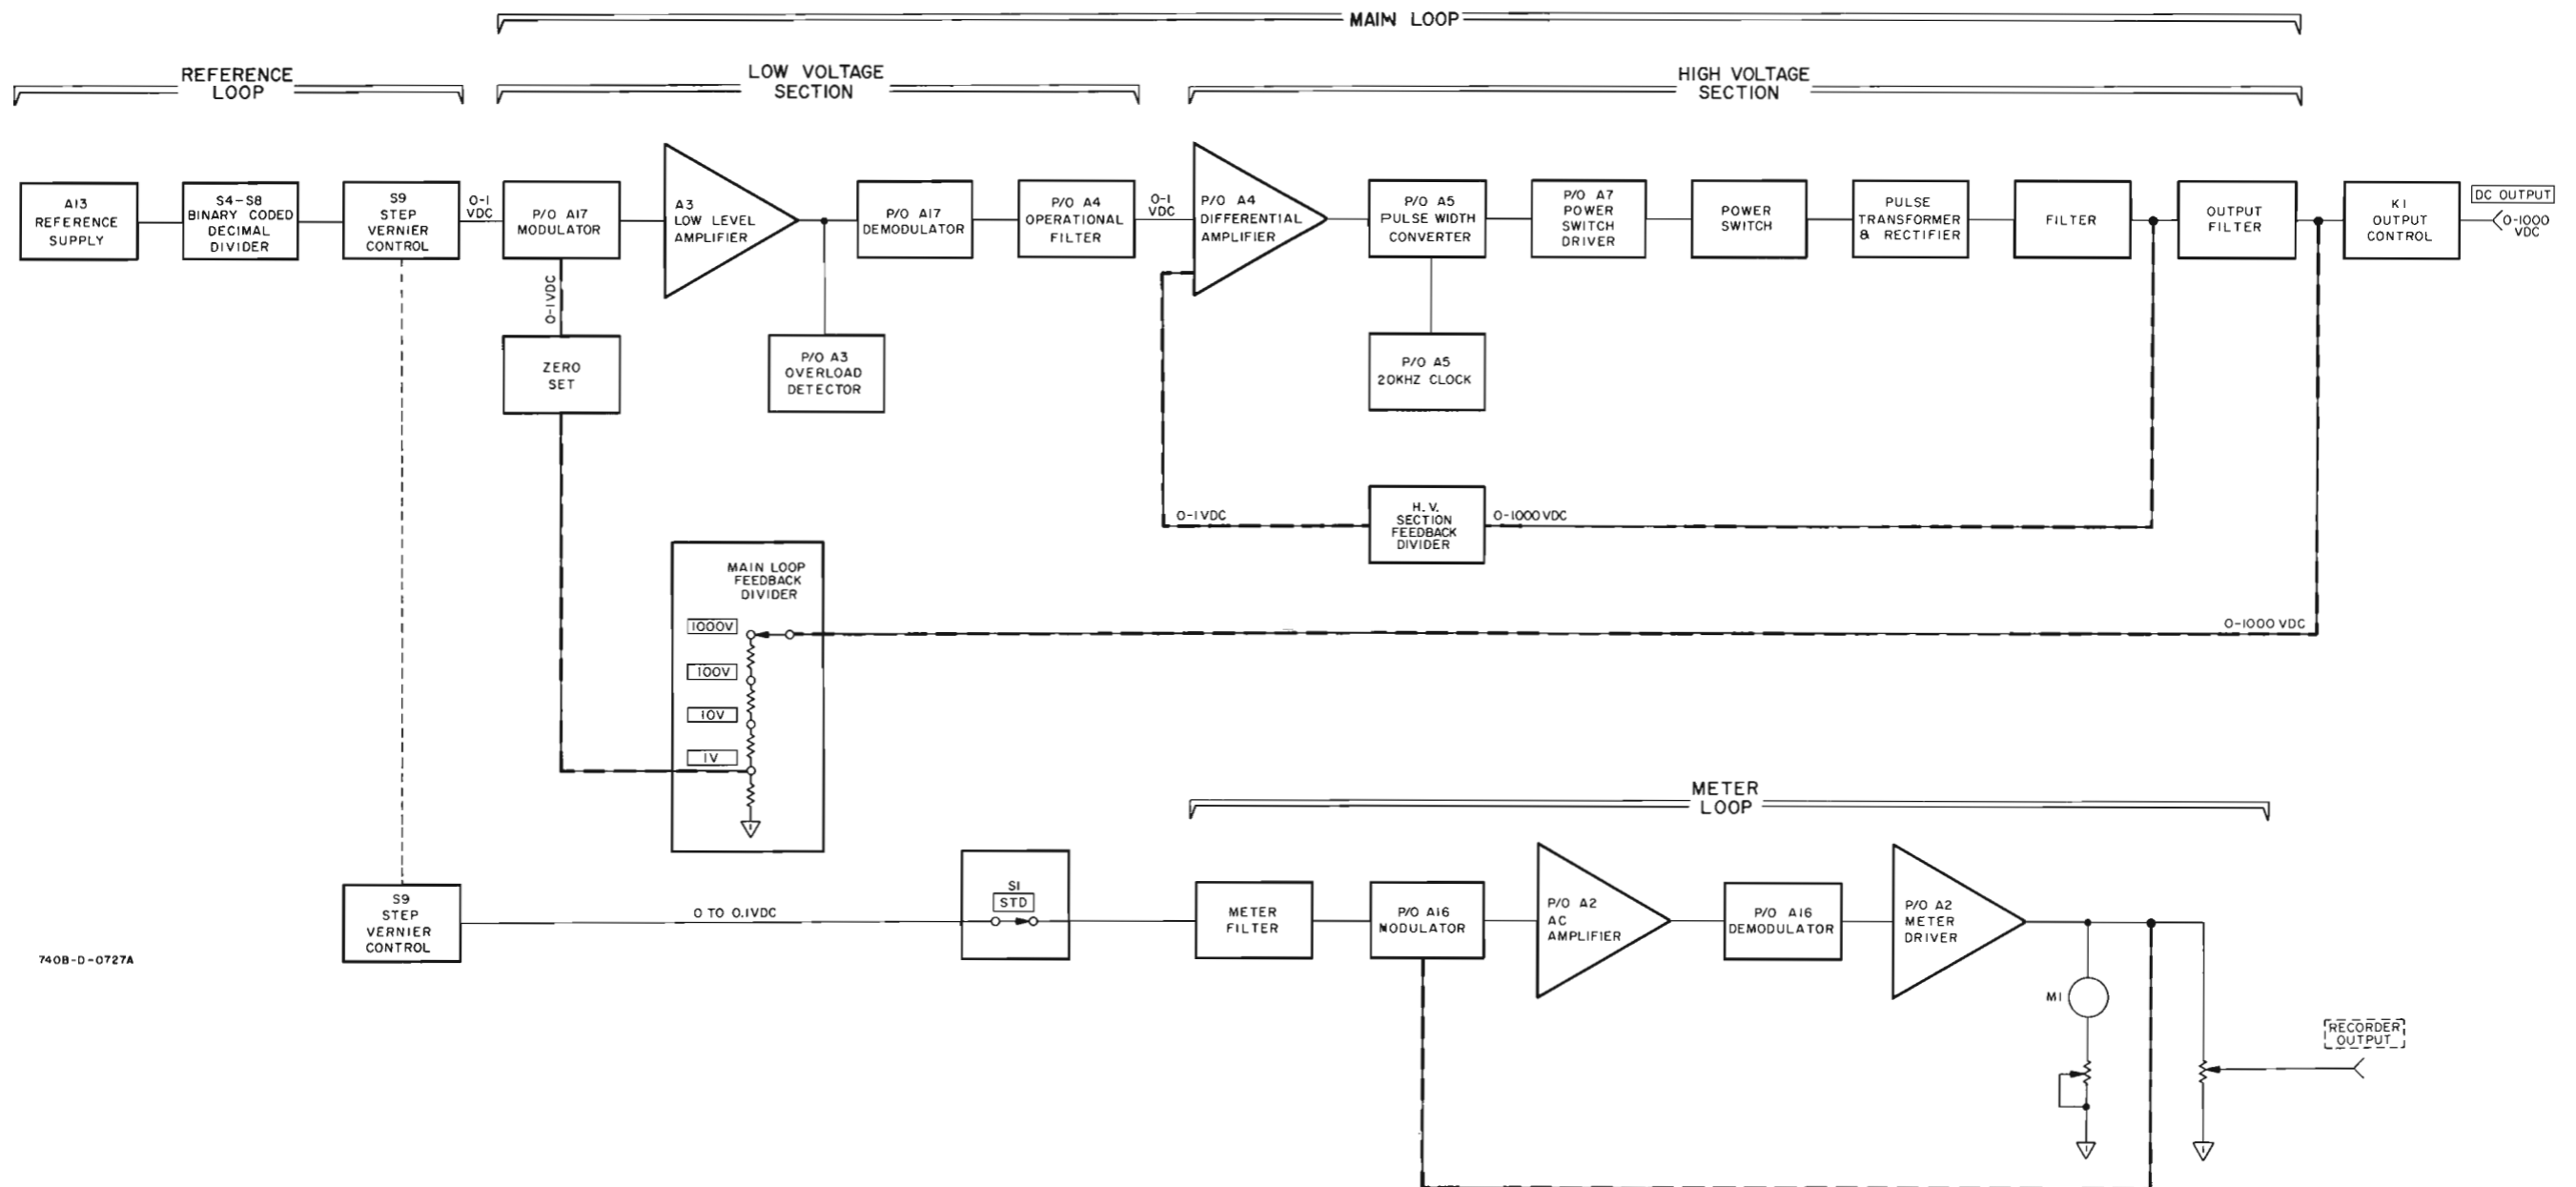 MAIN LOOP
REFERENCE
LOOP
LOW VOLTAGE
SECTION
HIGH VOLTAGE
SECTION
A13
REFERENCE
SUPPLY
S4-S8
BINARY CODED
DECIMAL
DIVIDER
S9
STEP
VERNIER
CONTROL
0-1
VDC
P/O A17
MODULATOR
A3
LOW LEVEL
AMPLIFIER
P/O A17
DEMODULATOR
P/O A4
OPERATIONAL
FILTER
0-1
VDC
P/O A4
DIFFERENTIAL
AMPLIFIER
P/O A5
PULSE WIDTH
CONVERTER
P/O A7
POWER
SWITCH
DRIVER
POWER
SWITCH
PULSE
TRANSFORMER
& RECTIFIER
FILTER
OUTPUT
FILTER
K1
OUTPUT
CONTROL
DC OUTPUT
0-1000
VDC
0-1VDC
ZERO
SET
P/O A3
OVERLOAD
DETECTOR
P/O A5
20KHZ CLOCK
0-1VDC
H.V.
SECTION
FEEDBACK
DIVIDER
0-1000VDC
MAIN LOOP
FEEDBACK
DIVIDER
1000V
100V
10V
1V
0-1000 VDC
METER
LOOP
S9
STEP
VERNIER
CONTROL
0 TO 0.1VDC
S1
STD
METER
FILTER
P/O A16
MODULATOR
P/O A2
AC
AMPLIFIER
P/O A16
DEMODULATOR
P/O A2
METER
DRIVER
M1
RECORDER
OUTPUT
740B-D-0727A